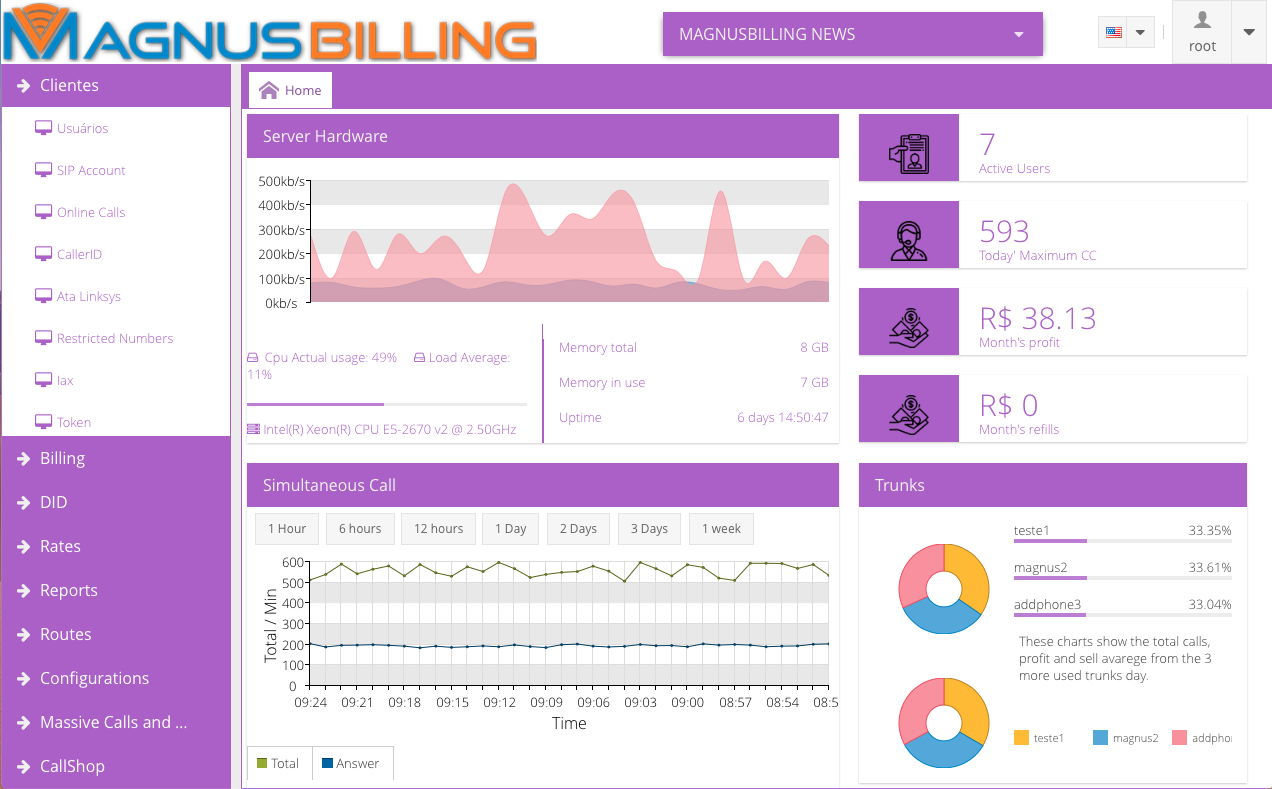 MAGNUSBILLING
MAGNUSBILLING NEWS
root
Clientes
Usuários
SIP Account
Online Calls
CallerID
Ata Linksys
Restricted Numbers
Iax
Token
Billing
DID
Rates
Reports
Routes
Configurations
Massive Calls and ...
CallShop
Home
Server Hardware
500kb/s
400kb/s
300kb/s
200kb/s
100kb/s
0kb/s
Cpu Actual usage: 49% Load Average:
11%
Intel(R) Xeon(R) CPU E5-2670 v2 @ 2.50GHz
Memory total 8 GB
Memory in use 7 GB
Uptime 6 days 14:50:47
7
Active Users
593
Today' Maximum CC
R$ 38.13
Month's profit
R$ 0
Month's refills
Simultaneous Call
1 Hour 6 hours 12 hours 1 Day 2 Days 3 Days 1 week
600
500
400
300
200
100
0
Total / Min
09:24 09:21 09:18 09:15 09:12 09:09 09:06 09:03 09:00 08:57 08:54 08:5
Time
Total Answer
Trunks
teste1 33.35%
magnus2 33.61%
addphone3 33.04%
These charts show the total calls,
profit and sell avarege from the 3
more used trunks day.
teste1 magnus2 addphor